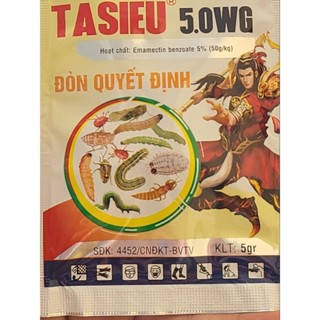 TASIEU® 5.0WG
Hoạt chất: Emamectin benzoate 5% (50g/kg)
ĐÒN QUYẾT ĐỊNH
SĐK: 4452/CNĐKT-BVTV KLT: 5gr